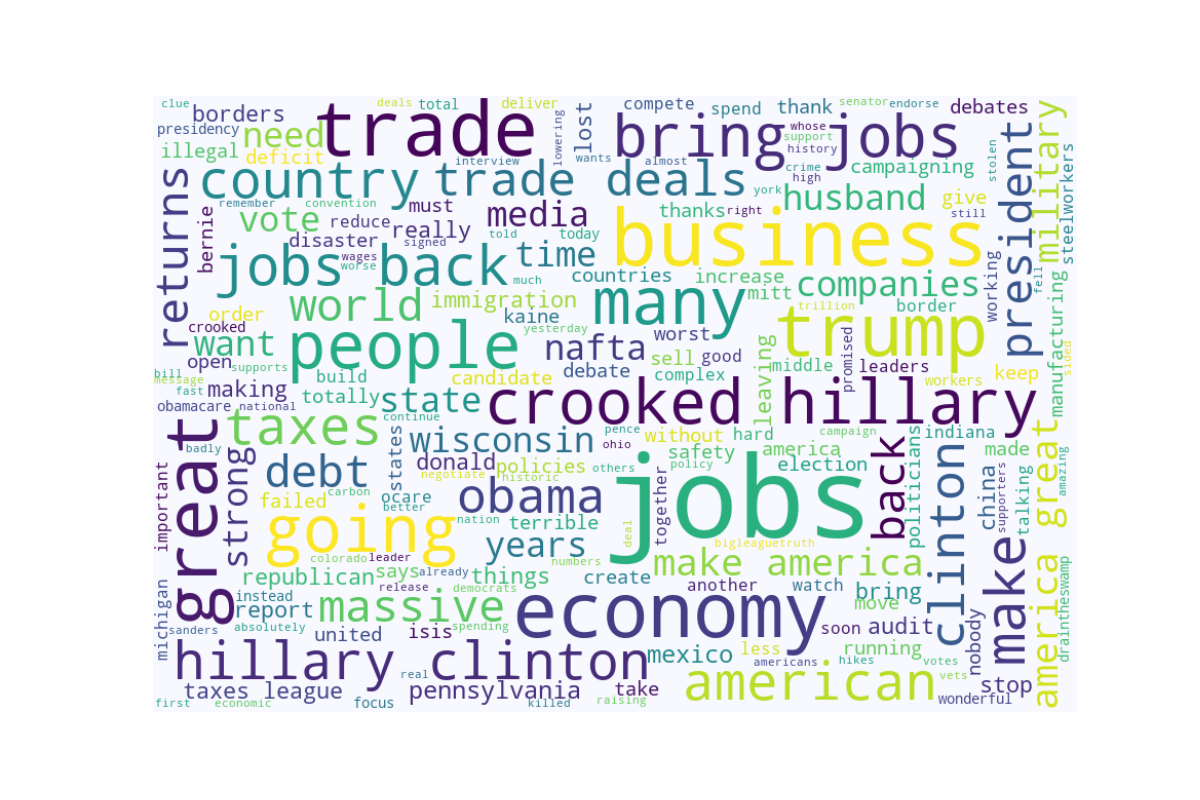 clue
deals
total
deliver
compete
spend
thank
senator
endorse
debates
borders
trade
lost
bring
jobs
whose
support
history
presidency
need
illegal
deficit
interview
lowering
wants
almost
crime
high
campaigning
stolen
president
military
steelworkers
returns
country
trade deals
york
husband
give
still
remember
convention
bernie
vote
reduce
must
really
media
thanks
right
disaster
signed
told
today
business
jobs
wages
worse
back
time
much
countries
increase
mitt
companies
working
fell
world
immigration
many
trillion
border
manufacturing
order
kaine
yesterday
trump
crooked
want
people
nafta
worst
sell
good
leaving
promised
open
supports
debate
complex
middle
leaders
sided
bill
message
fast
making
build
candidate
workers
keep
totally
state
crooked hillary
obamacare
national
taxes
continue
great
badly
strong
states
wisconsin
pence
ohio
without
hard
america
campaign
indiana
made
back
politicians
clinton
china
supporters
talking
america great
amazing
debt
donald
policies
negotiate
historic
others
safety
policy
election
important
failed
carbon
ocare
better
obama
jobs
together
going
nation
terrible
deal
bigleaguetruth
colorado
leader
years
numbers
make america
make
draintheswamp
republican
says
already
things
create
another
watch
bring
michigan
instead
report
massive
release
democrats
economy
move
nobody
sanders
absolutely
united
isis
spending
soon
audit
running
hillary clinton
real
mexico
less
americans
hikes
votes
vets
stop
taxes league
pennsylvania
take
american
wonderful
first
economic
focus
killed
raising